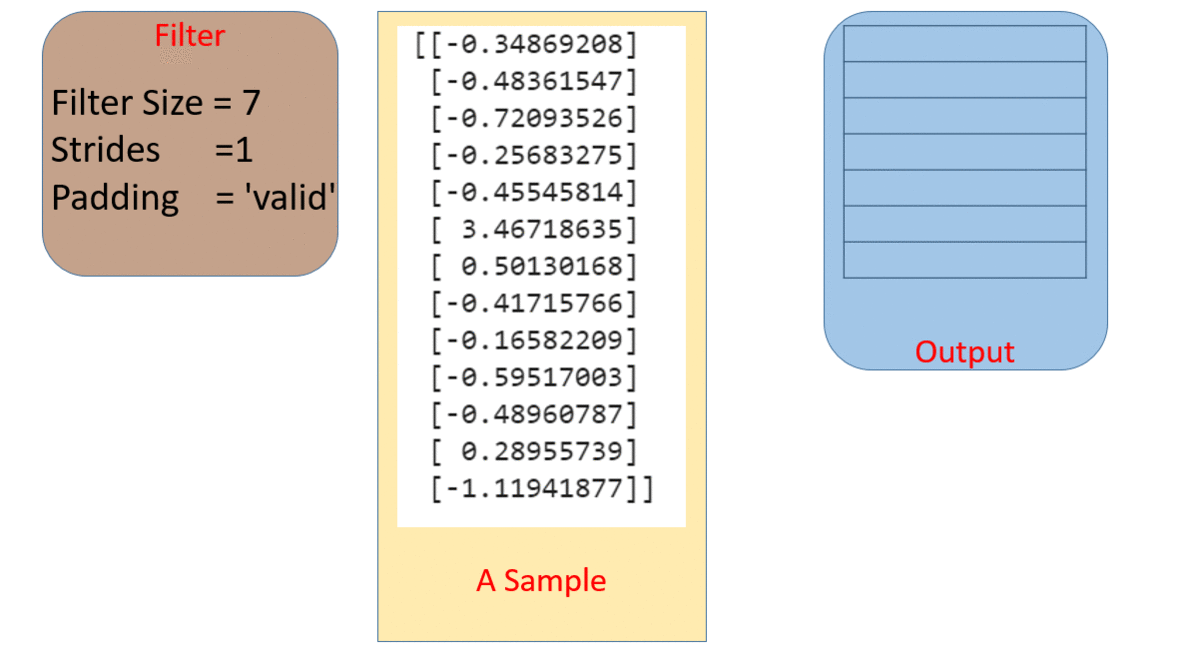 Filter
Filter Size = 7
Strides =1
Padding = 'valid'
[[-0.34869208]
[-0.48361547]
[-0.72093526]
[-0.25683275]
[-0.45545814]
[ 3.46718635]
[ 0.50130168]
[-0.41715766]
[-0.16582209]
[-0.59517003]
[-0.48960787]
[ 0.28955739]
[-1.11941877]]
A Sample
Output